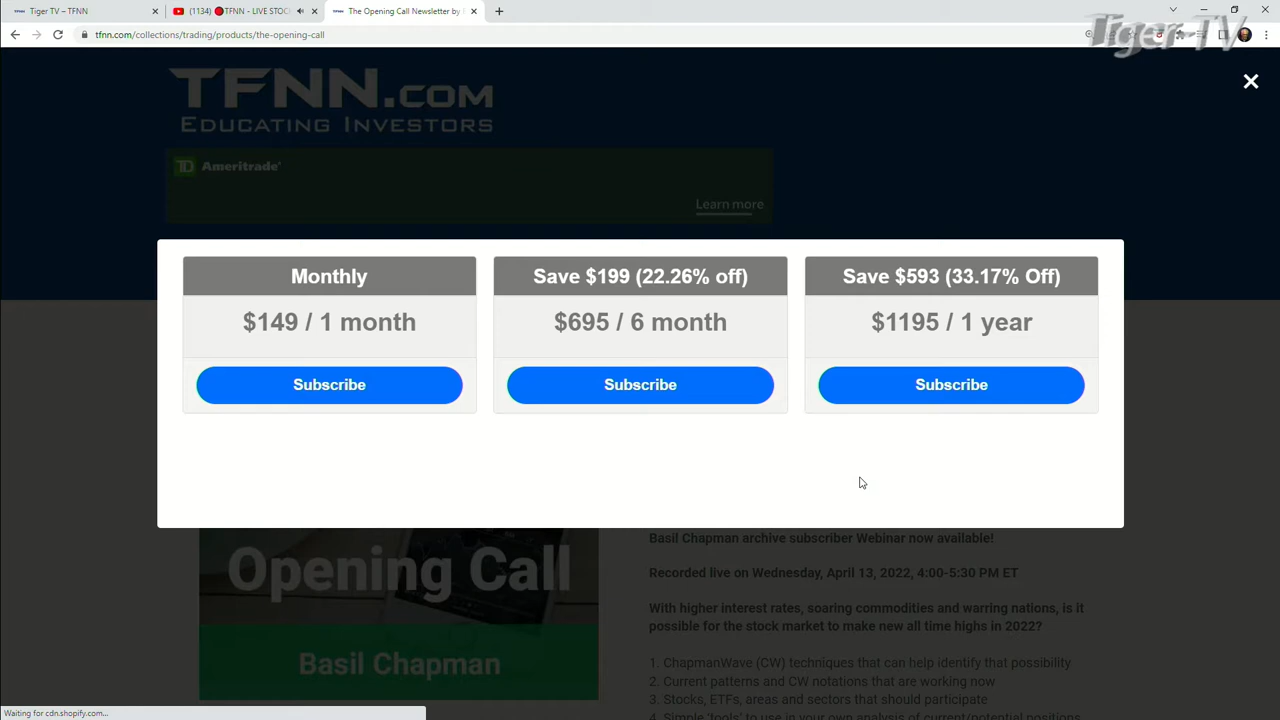 Tiger TV – TFNN
(1134) 🔴TFNN - LIVE STOC
The Opening Call Newsletter by
tfnn.com/collections/trading/products/the-opening-call
Tiger TV
TFNN.com
Educating Investors
TD Ameritrade
Learn more
Monthly
$149 / 1 month
Subscribe
Save $199 (22.26% off)
$695 / 6 month
Subscribe
Save $593 (33.17% Off)
$1195 / 1 year
Subscribe
Opening Call
Basil Chapman
Basil Chapman archive subscriber Webinar now available!
Recorded live on Wednesday, April 13, 2022, 4:00-5:30 PM ET
With higher interest rates, soaring commodities and warring nations, is it
possible for the stock market to make new all time highs in 2022?
1. ChapmanWave (CW) techniques that can help identify that possibility
2. Current patterns and CW notations that are working now
3. Stocks, ETFs, areas and sectors that should participate
4. Simple 'tools' to use in your own analysis of current/potential positions
Waiting for cdn.shopify.com...